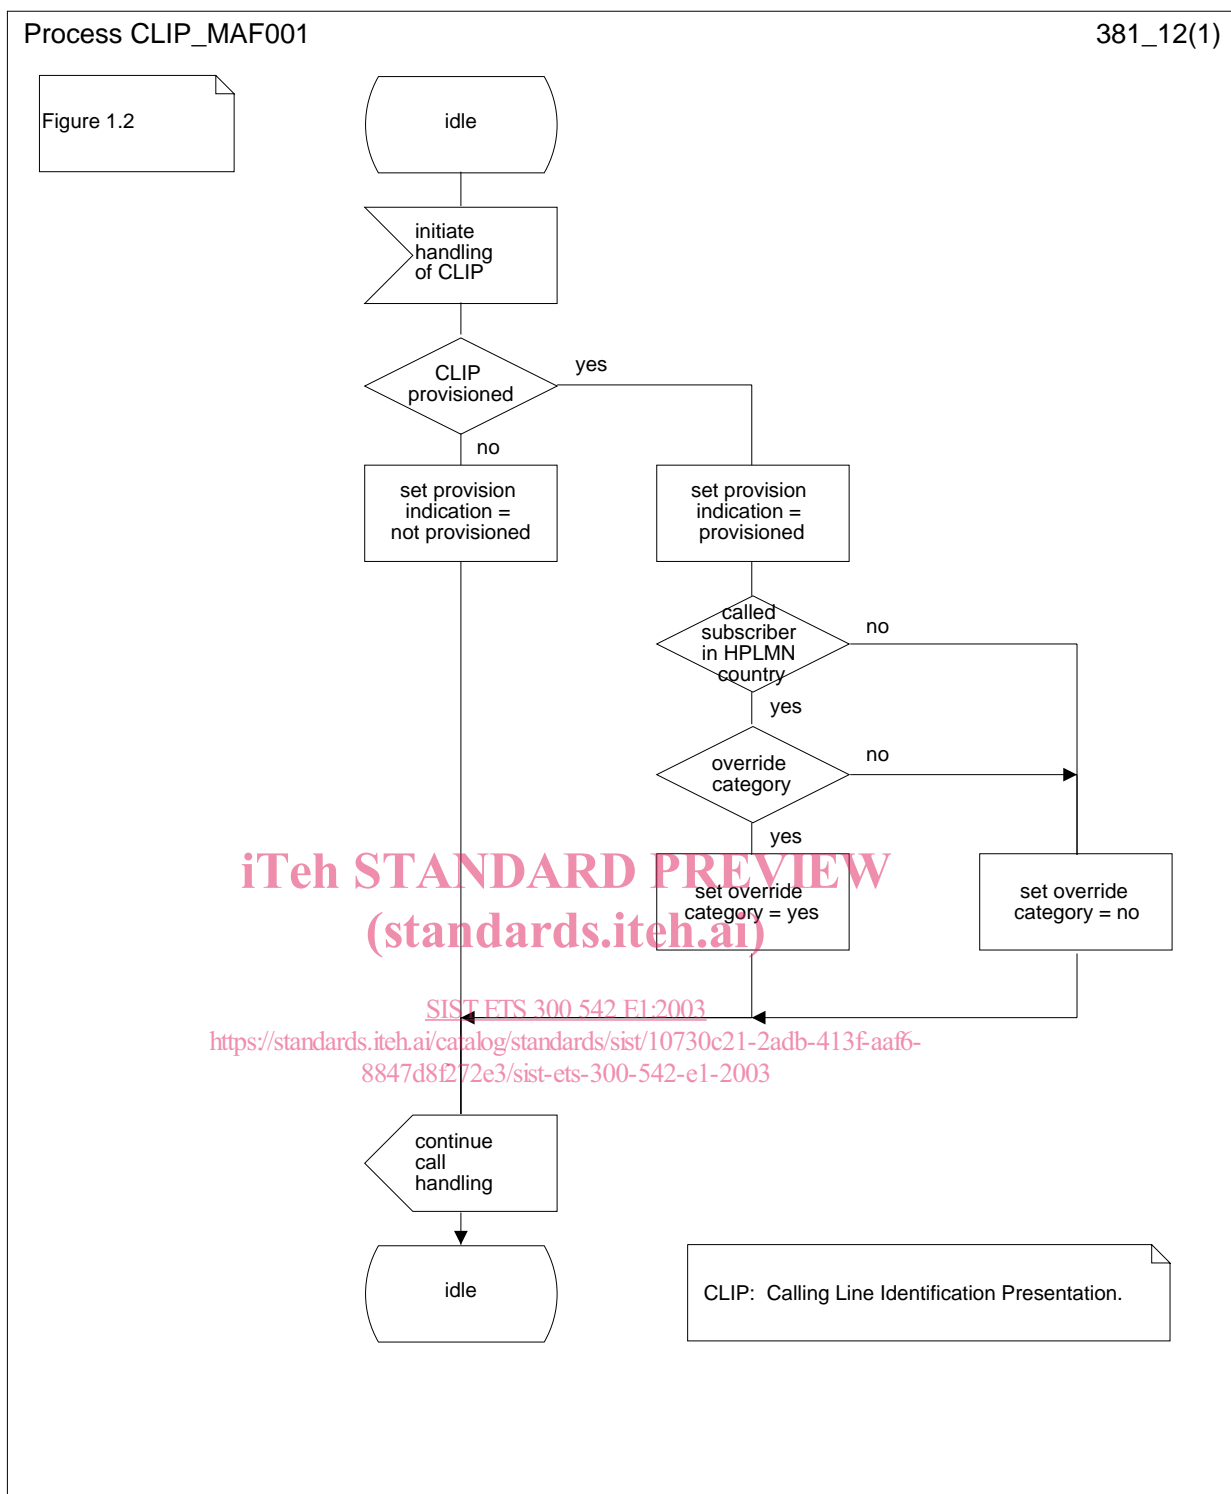 Process CLIP_MAF001
381_12(1)
Figure 1.2
idle
initiate
handling
of CLIP
CLIP
provisioned
yes
no
set provision
indication =
not provisioned
set provision
indication =
provisioned
called
subscriber
in HPLMN
country
no
yes
override
category
no
yes
set override
category = yes
set override
category = no
iTeh STANDARD PREVIEW
(standards.iteh.ai)
SIST ETS 300 542 E1:2003
https://standards.iteh.ai/catalog/standards/sist/10730c21-2adb-413f-aaf6-
8847d8f272e3/sist-ets-300-542-e1-2003
continue
call
handling
idle
CLIP: Calling Line Identification Presentation.